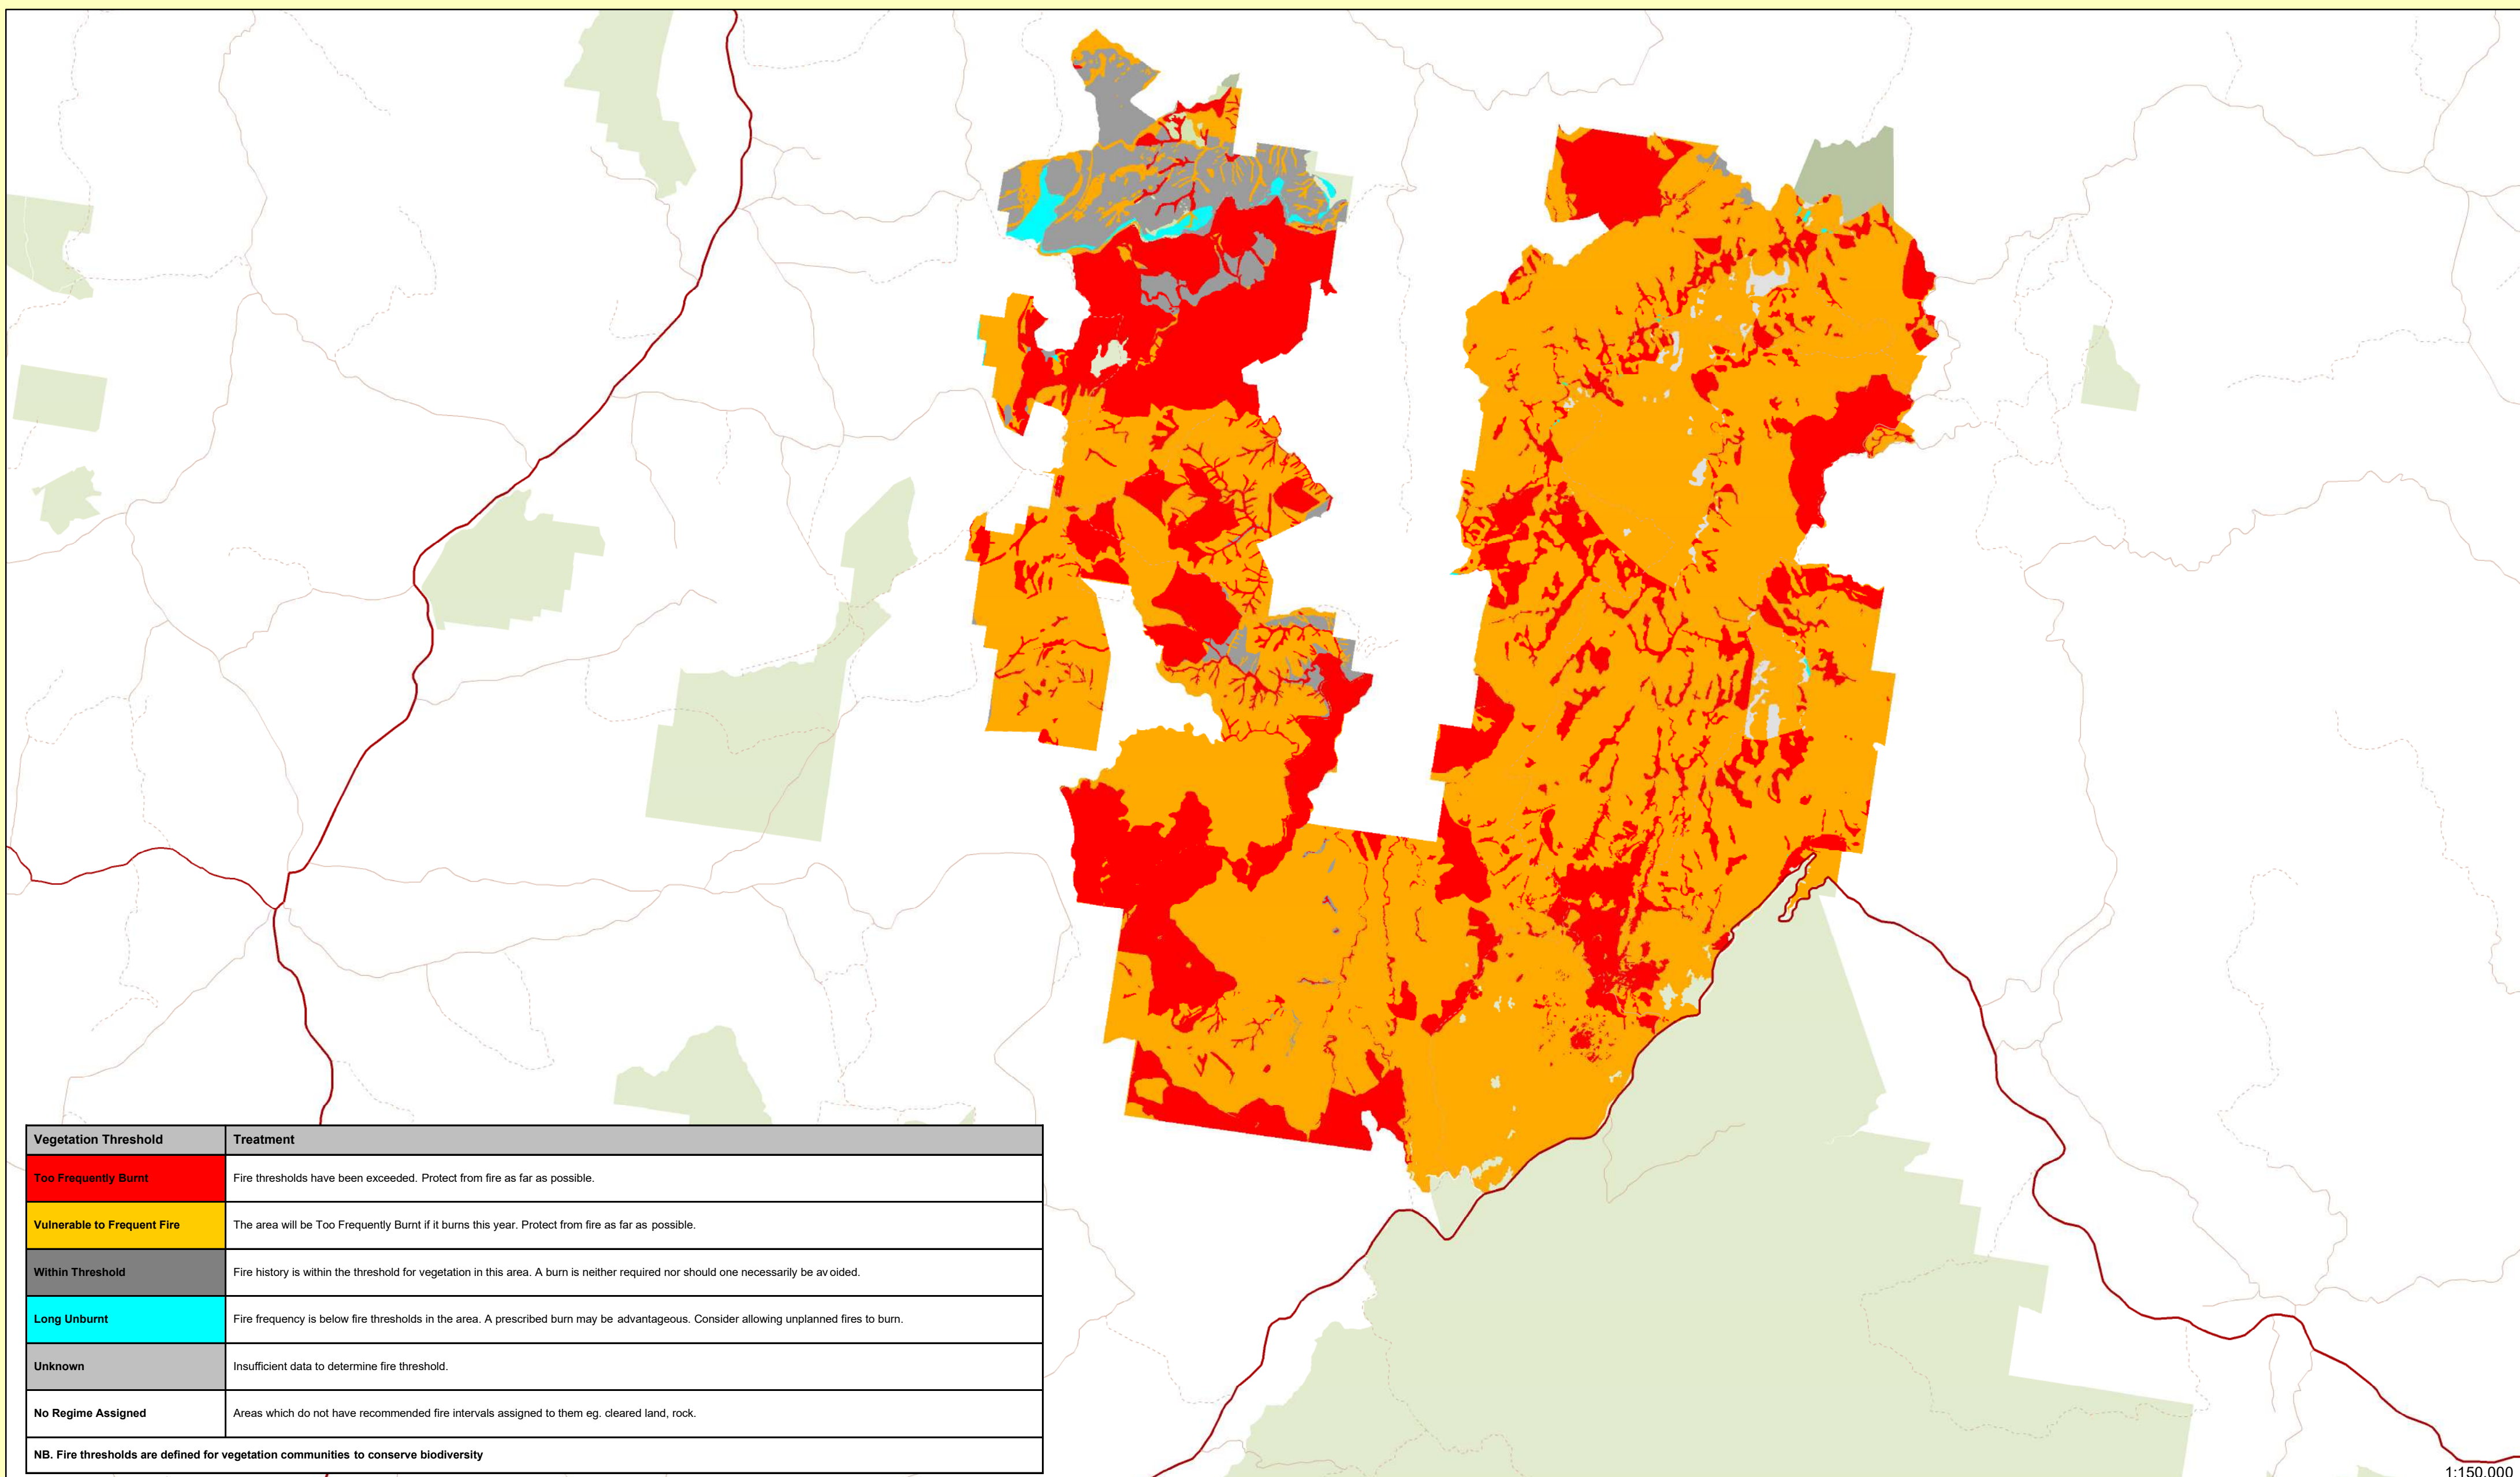 Vegetation Threshold Treatment
Too Frequently Burnt Fire thresholds have been exceeded. Protect from fire as far as possible.
Vulnerable to Frequent Fire The area will be Too Frequently Burnt if it burns this year. Protect from fire as far as possible.
Within Threshold Fire history is within the threshold for vegetation in this area. A burn is neither required nor should one necessarily be avoided.
Long Unburnt Fire frequency is below fire thresholds in the area. A prescribed burn may be advantageous. Consider allowing unplanned fires to burn.
Unknown Insufficient data to determine fire threshold.
No Regime Assigned Areas which do not have recommended fire intervals assigned to them eg. cleared land, rock.
NB. Fire thresholds are defined for vegetation communities to conserve biodiversity
1:150,000